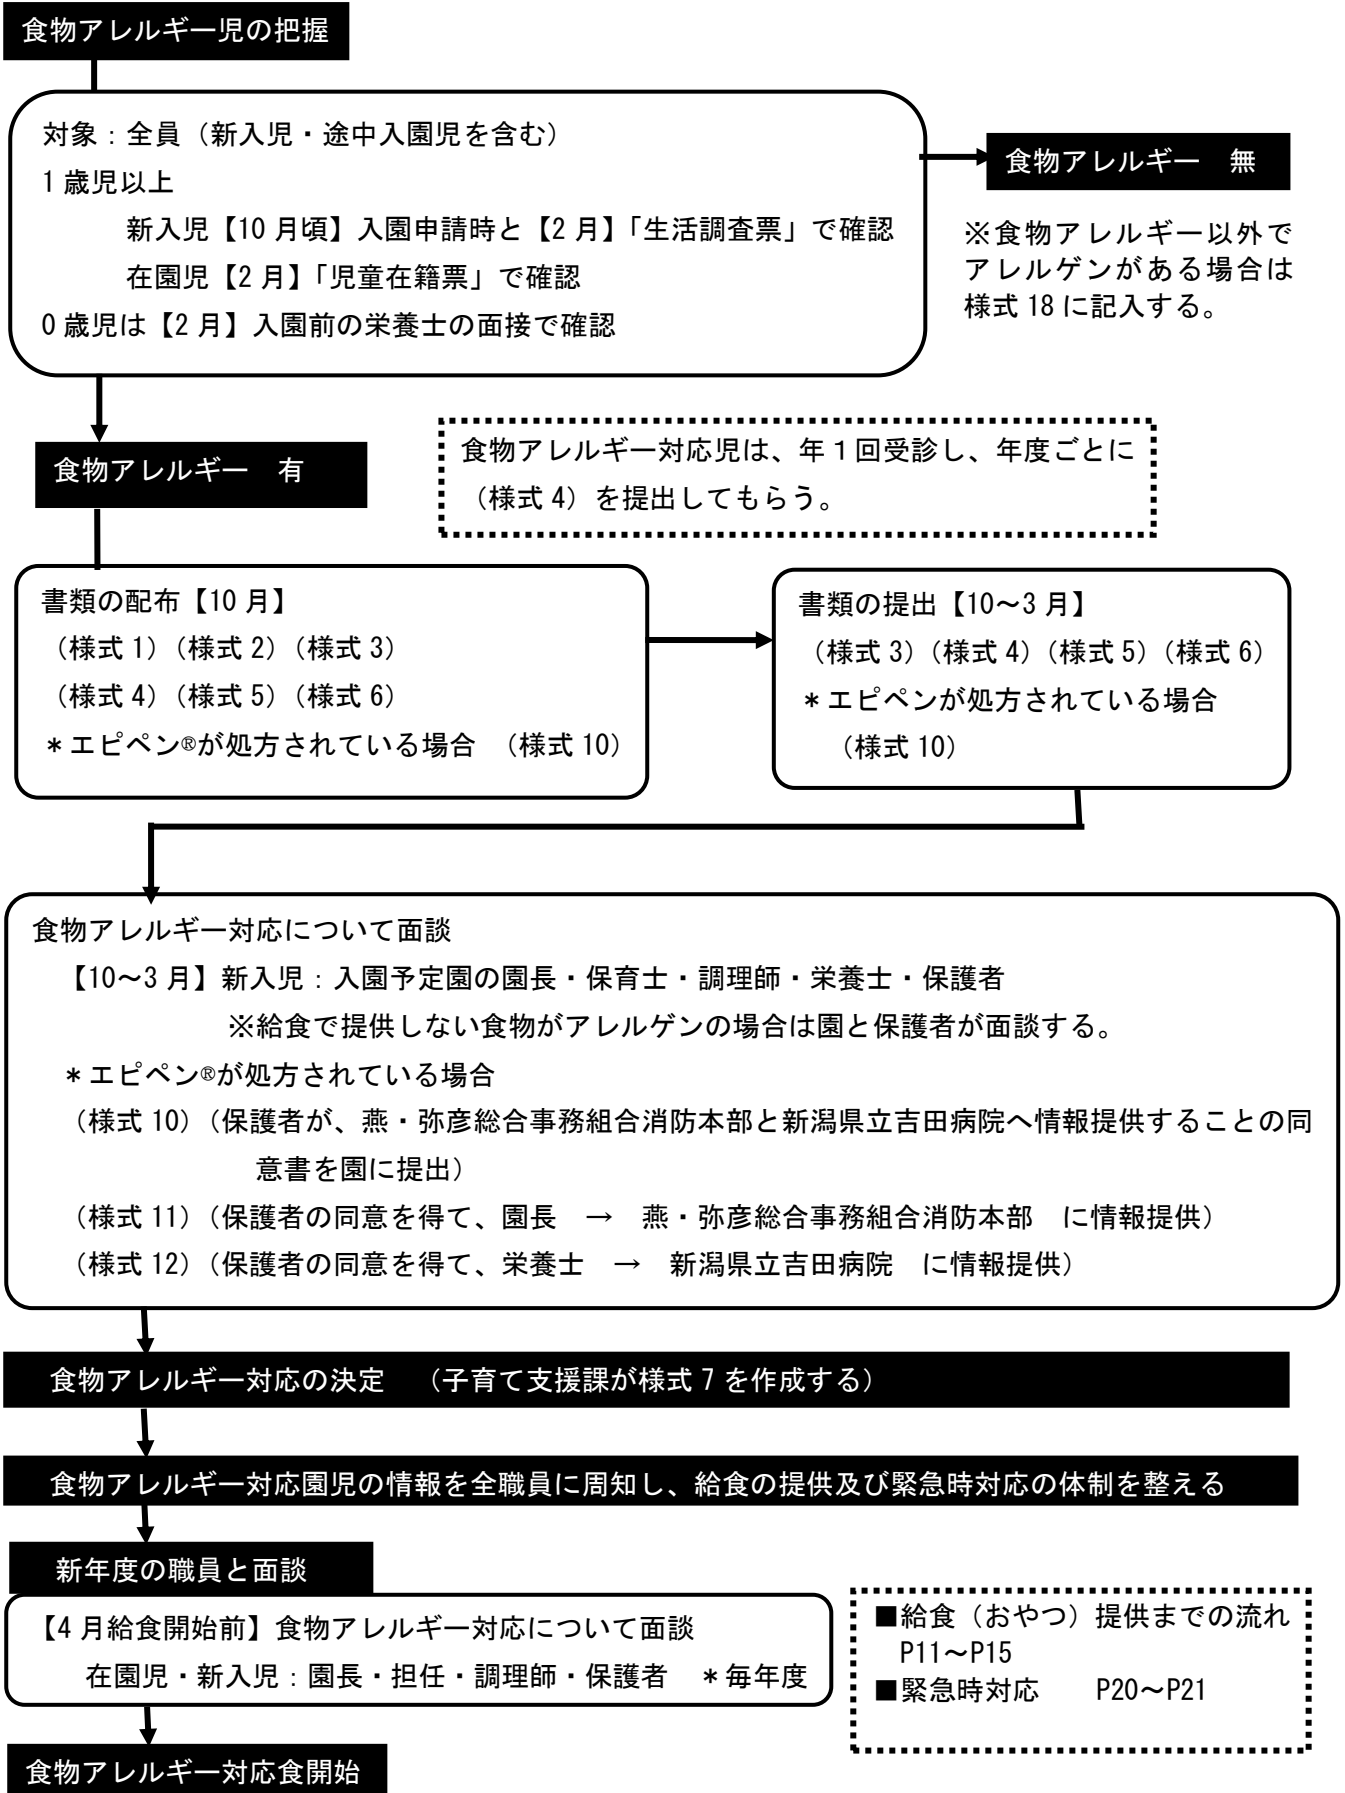 食物アレルギー児の把握
対象：全員（新入児・途中入園児を含む）
1歳児以上
新入児【10月頃】入園申請時と【2月】「生活調査票」で確認
在園児【2月】「児童在籍票」で確認
0歳児は【2月】入園前の栄養士の面接で確認
食物アレルギー　無
※食物アレルギー以外で
アレルゲンがある場合は
様式18に記入する。
食物アレルギー　有
食物アレルギー対応児は、年1回受診し、年度ごとに
（様式4）を提出してもらう。
書類の配布【10月】
（様式1）（様式2）（様式3）
（様式4）（様式5）（様式6）
＊エピペン®が処方されている場合　（様式10）
書類の提出【10～3月】
（様式3）（様式4）（様式5）（様式6）
＊エピペンが処方されている場合
（様式10）
食物アレルギー対応について面談
【10～3月】新入児：入園予定園の園長・保育士・調理師・栄養士・保護者
※給食で提供しない食物がアレルゲンの場合は園と保護者が面談する。
＊エピペン®が処方されている場合
（様式10）（保護者が、燕・弥彦総合事務組合消防本部と新潟県立吉田病院へ情報提供することの同
意書を園に提出）
（様式11）（保護者の同意を得て、園長　→　燕・弥彦総合事務組合消防本部　に情報提供）
（様式12）（保護者の同意を得て、栄養士　→　新潟県立吉田病院　に情報提供）
食物アレルギー対応の決定　（子育て支援課が様式7を作成する）
食物アレルギー対応園児の情報を全職員に周知し、給食の提供及び緊急時対応の体制を整える
新年度の職員と面談
【4月給食開始前】食物アレルギー対応について面談
在園児・新入児：園長・担任・調理師・保護者　＊毎年度
■給食（おやつ）提供までの流れ
P11～P15
■緊急時対応　　P20～P21
食物アレルギー対応食開始